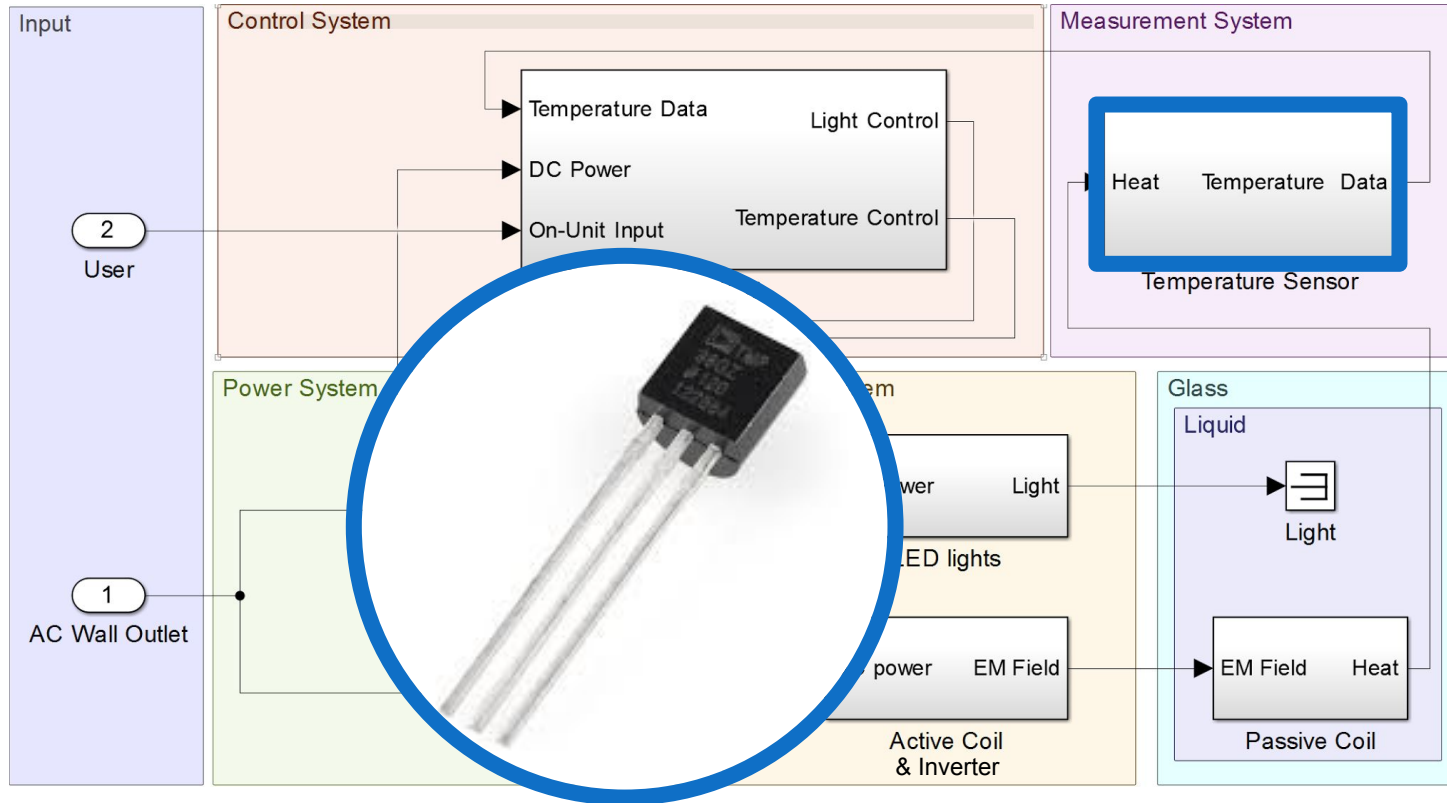 Input
Control System
Measurement System
Temperature Data
Light Control
DC Power
Heat
Temperature Data
Temperature Control
On-Unit Input
2
User
Temperature Sensor
Power System
Glass
Liquid
Light
Light
LED lights
1
AC Wall Outlet
power
EM Field
EM Field
Heat
Active Coil
& Inverter
Passive Coil